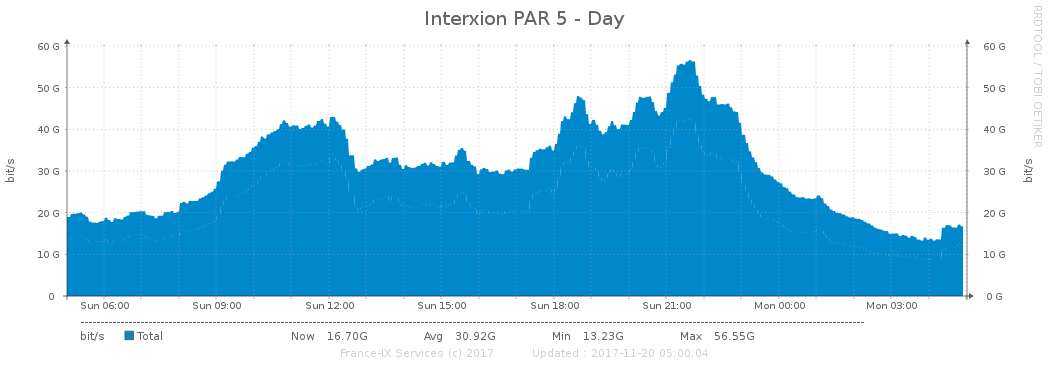 Interxion PAR 5 - Day
RRDTOOL / TOBI OETIKER
bit/s
60 G
50 G
40 G
30 G
20 G
10 G
0
60 G
50 G
40 G
30 G
20 G
10 G
0 G
bit/s
Sun 06:00 Sun 09:00 Sun 12:00 Sun 15:00 Sun 18:00 Sun 21:00 Mon 00:00 Mon 03:00
bit/s Total Now 16.70G Avg 30.92G Min 13.23G Max 56.55G
France-IX Services (c) 2017 Updated : 2017-11-20 05:00:04